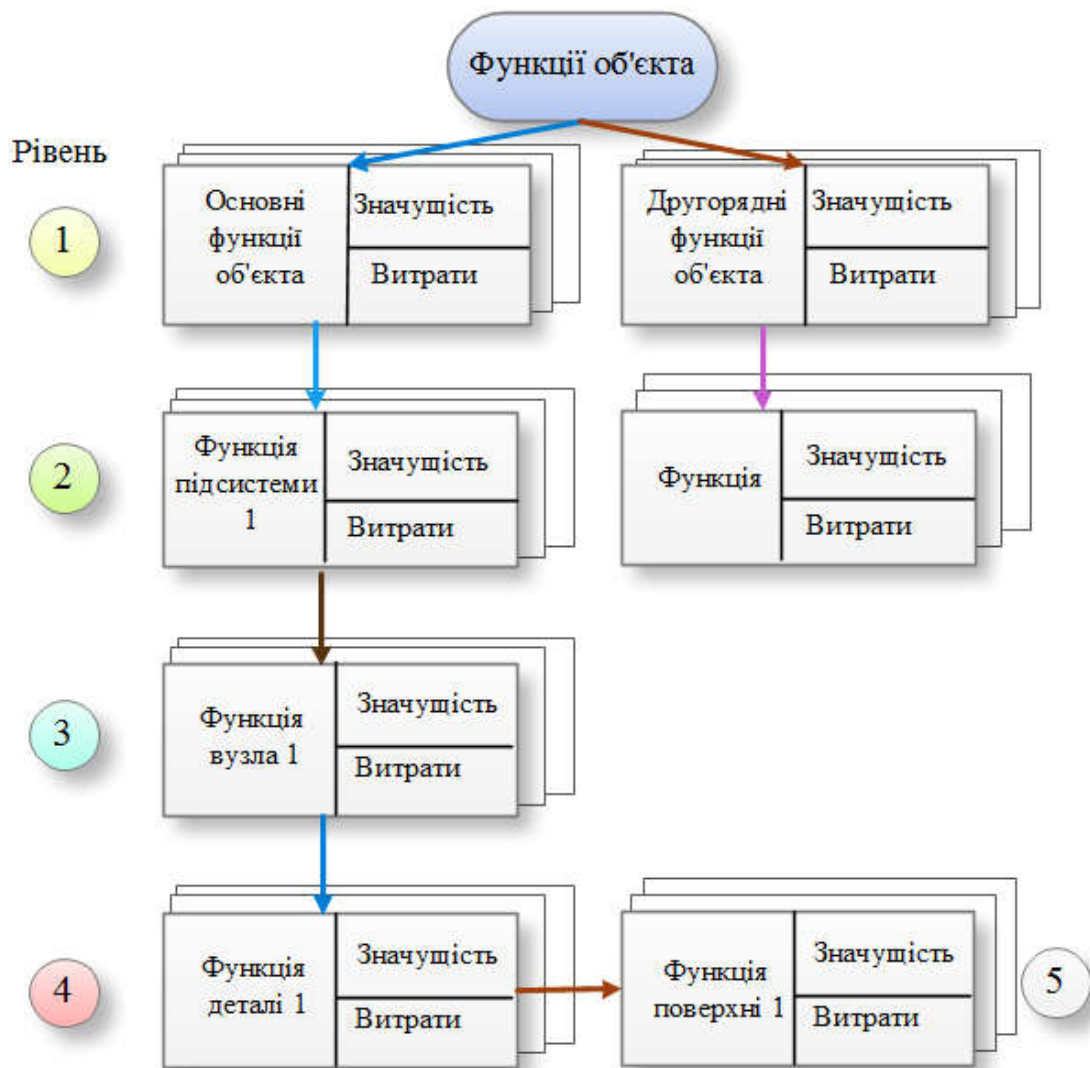 Функції об'єкта
Рівень
1
Основні
функції
об'єкта
Значущість
Витрати
Другорядні
функції
об'єкта
Значущість
Витрати
2
Функція
підсистеми
1
Значущість
Витрати
Функція
Значущість
Витрати
3
Функція
вузла 1
Значущість
Витрати
4
Функція
деталі 1
Значущість
Витрати
Функція
поверхні 1
Значущість
Витрати
5